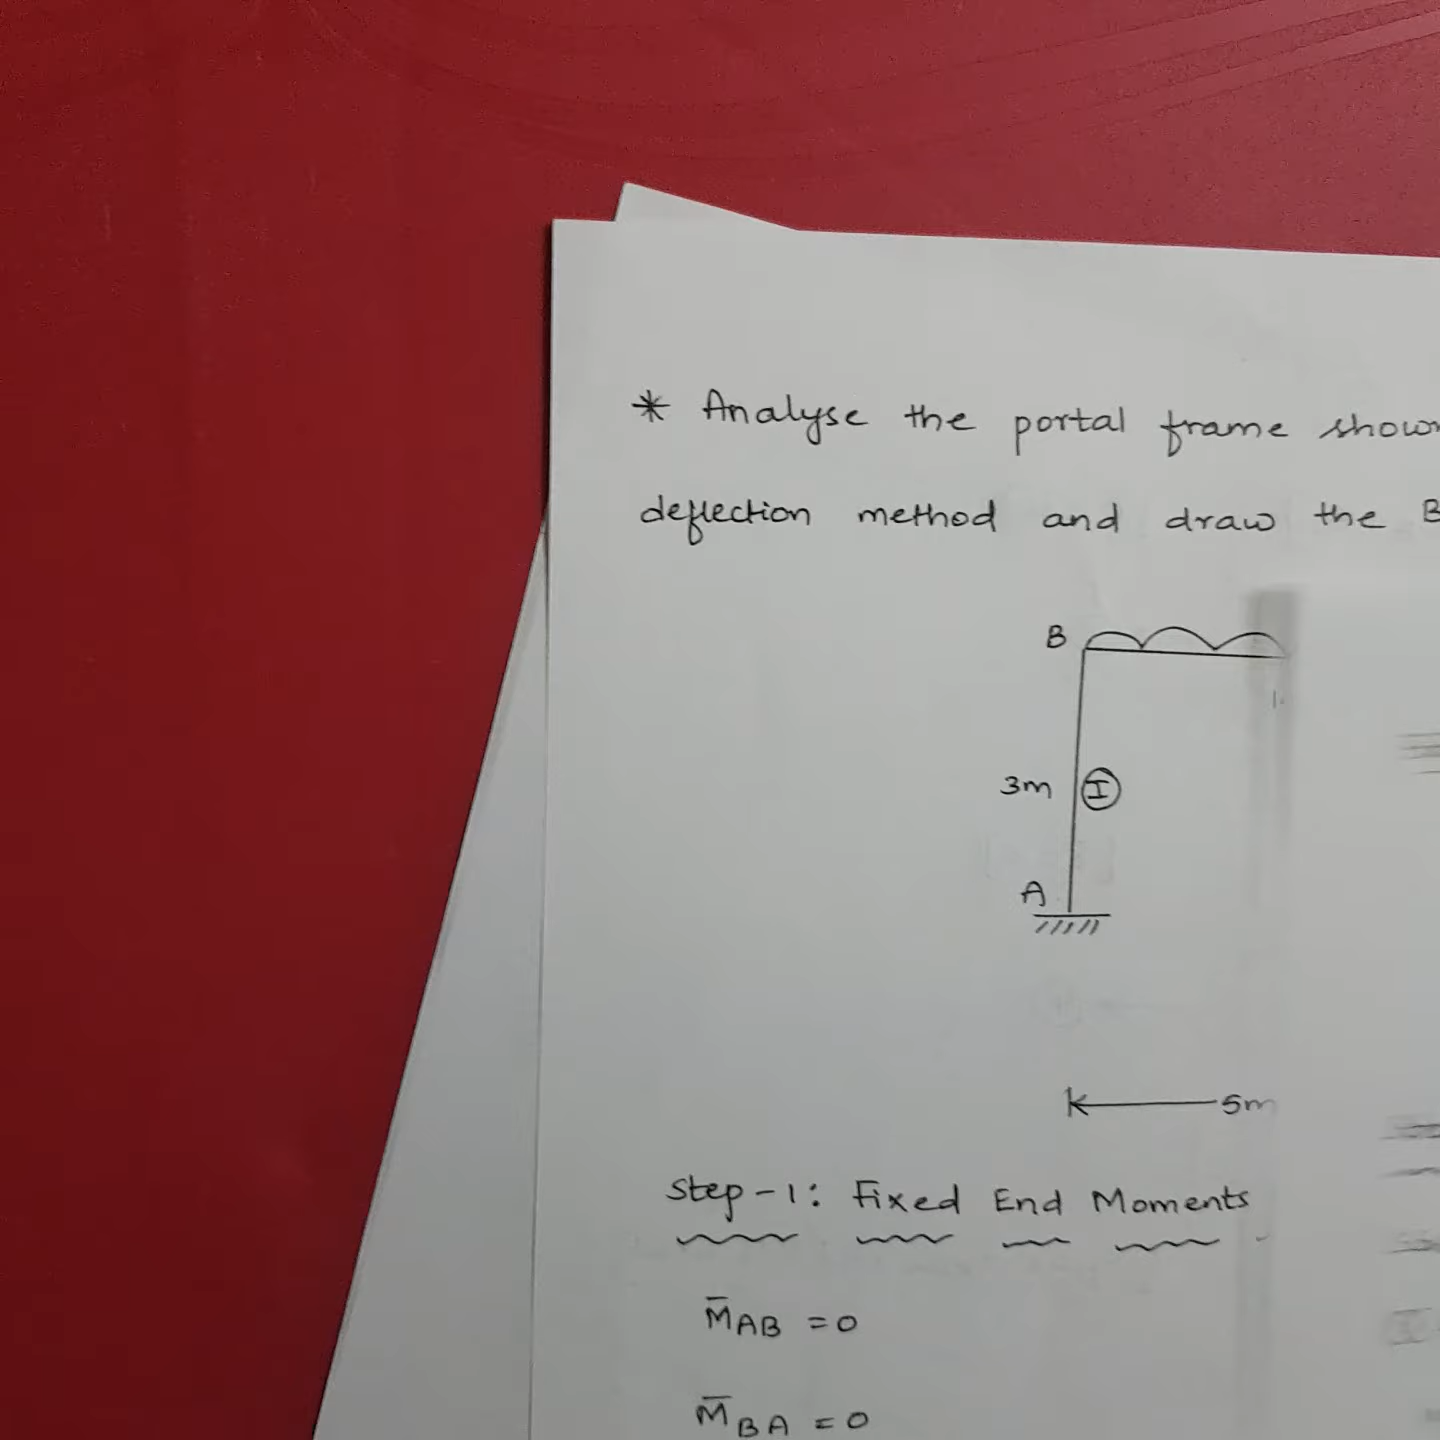 * Analyse the portal frame
deflection method and draw the
B
3m I
A
5m
Step-1: Fixed End Moments
M̄AB = 0
M̄BA = 0